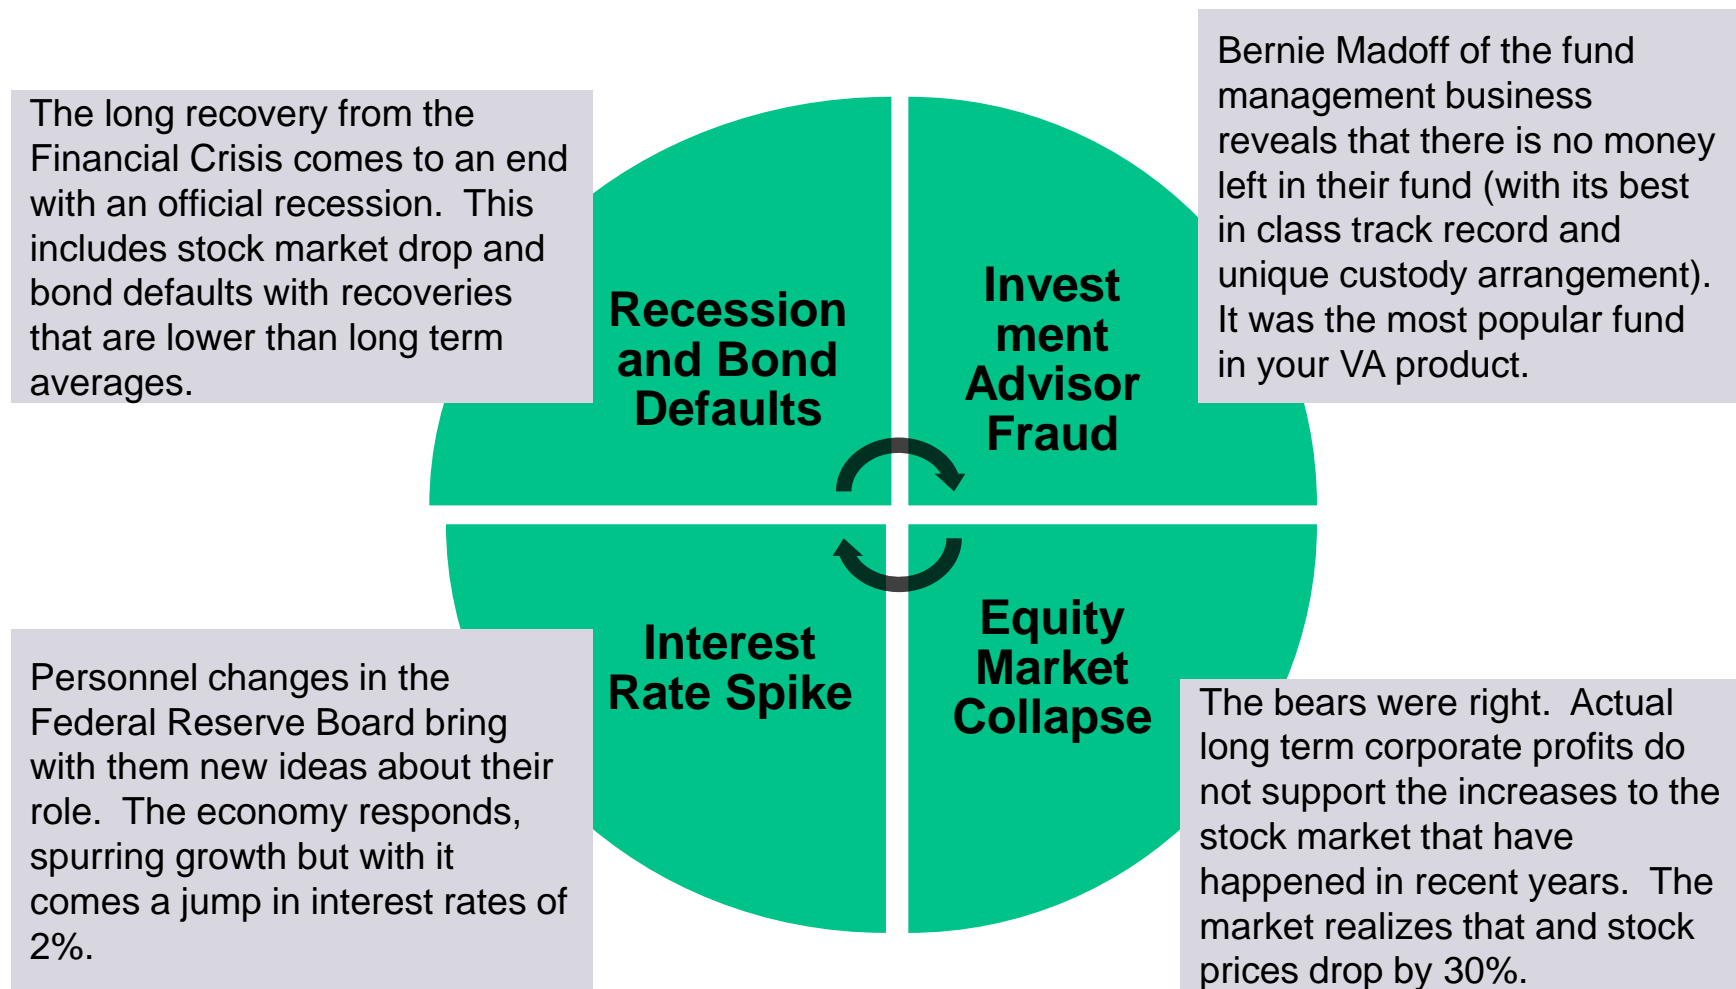 The long recovery from the
Financial Crisis comes to an end
with an official recession.  This
includes stock market drop and
bond defaults with recoveries
that are lower than long term
averages.
Recession
and Bond
Defaults
Invest
ment
Advisor
Fraud
Bernie Madoff of the fund
management business
reveals that there is no money
left in their fund (with its best
in class track record and
unique custody arrangement).
It was the most popular fund
in your VA product.
Personnel changes in the
Federal Reserve Board bring
with them new ideas about their
role.  The economy responds,
spurring growth but with it
comes a jump in interest rates of
2%.
Interest
Rate Spike
Equity
Market
Collapse
The bears were right.  Actual
long term corporate profits do
not support the increases to the
stock market that have
happened in recent years.  The
market realizes that and stock
prices drop by 30%.